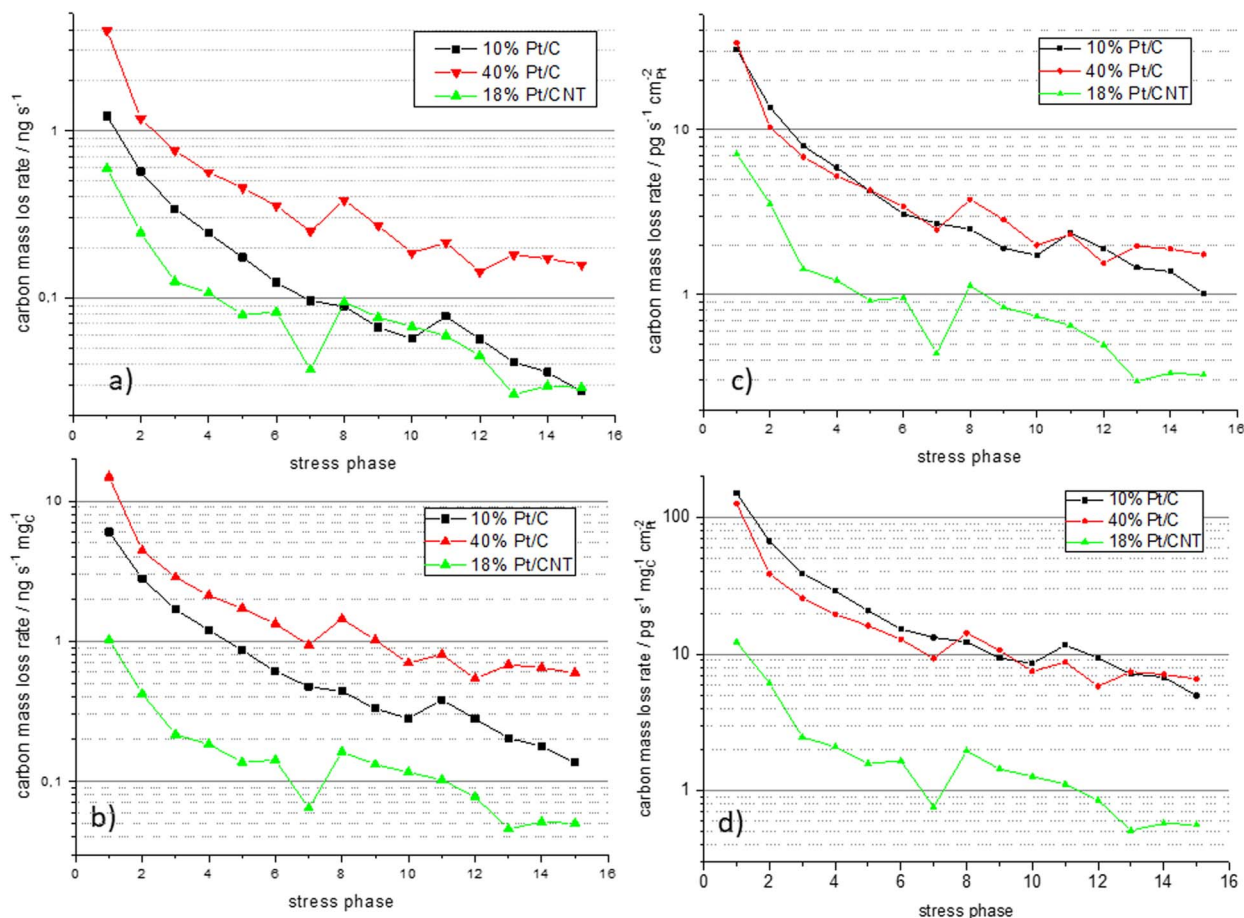 carbon mass los rate / ng s⁻¹
10% Pt/C
40% Pt/C
18% Pt/CNT
1
0,1
a)
0 2 4 6 8 10 12 14 16
stress phase
carbon mass loss rate / pg s⁻¹ cm⁻²Pt
10% Pt/C
40% Pt/C
18% Pt/CNT
10
1
c)
0 2 4 6 8 10 12 14 16
stress phase
carbon mass loss rate / ng s⁻¹ mg⁻¹C
10% Pt/C
40% Pt/C
18% Pt/CNT
10
1
0,1
b)
0 2 4 6 8 10 12 14 16
stress phase
carbon mass loss rate / pg s⁻¹ mg⁻¹C cm⁻²Pt
10% Pt/C
40% Pt/C
18% Pt/CNT
100
10
1
d)
0 2 4 6 8 10 12 14 16
stress phase